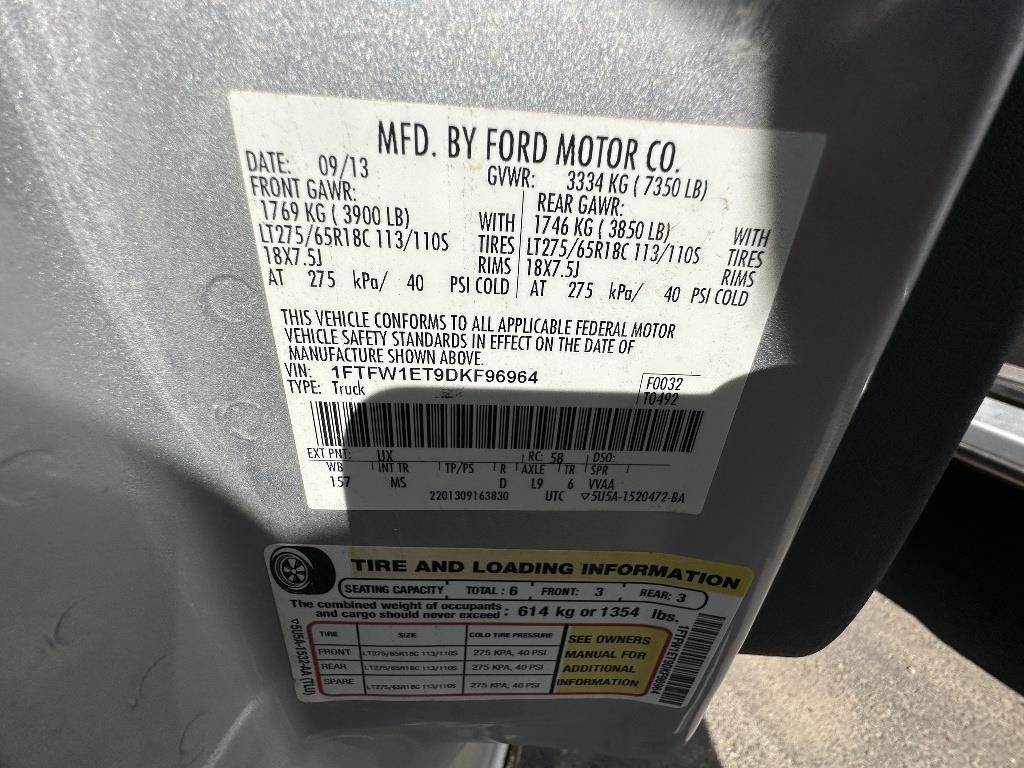 MFD. BY FORD MOTOR CO.
DATE: 09/13 GVWR: 3334 KG ( 7350 LB)
FRONT GAWR: REAR GAWR:
1769 KG ( 3900 LB) WITH 1746 KG ( 3850 LB) WITH
LT275/65R18C 113/110S TIRES LT275/65R18C 113/110S TIRES
18X7.5J RIMS 18X7.5J RIMS
AT 275 kPa/ 40 PSI COLD AT 275 kPa/ 40 PSI COLD
THIS VEHICLE CONFORMS TO ALL APPLICABLE FEDERAL MOTOR
VEHICLE SAFETY STANDARDS IN EFFECT ON THE DATE OF
MANUFACTURE SHOWN ABOVE.
VIN: 1FTFW1ET9DKF96964
TYPE: Truck
F0032
T0492
EXT PNT: UX RC: 58 DSO:
WB INT TR TP/PS R AXLE TR SPR
157 MS D L9 6 VVAA
2201309163830 UTC ▽5U5A-1520472-BA
TIRE AND LOADING INFORMATION
SEATING CAPACITY TOTAL : 6 FRONT: 3 REAR: 3
The combined weight of occupants
and cargo should never exceed : 614 kg or 1354 lbs.
TIRE SIZE COLD TIRE PRESSURE
FRONT LT275/65R18C 113/110S 275 KPA, 40 PSI
REAR LT275/65R18C 113/110S 275 KPA, 40 PSI
SPARE LT275/65R18C 113/110S 275 KPA, 40 PSI
SEE OWNERS
MANUAL FOR
ADDITIONAL
INFORMATION
▽5U5A-1532-AA (TLU)
1FTFW1ET9DKF96964